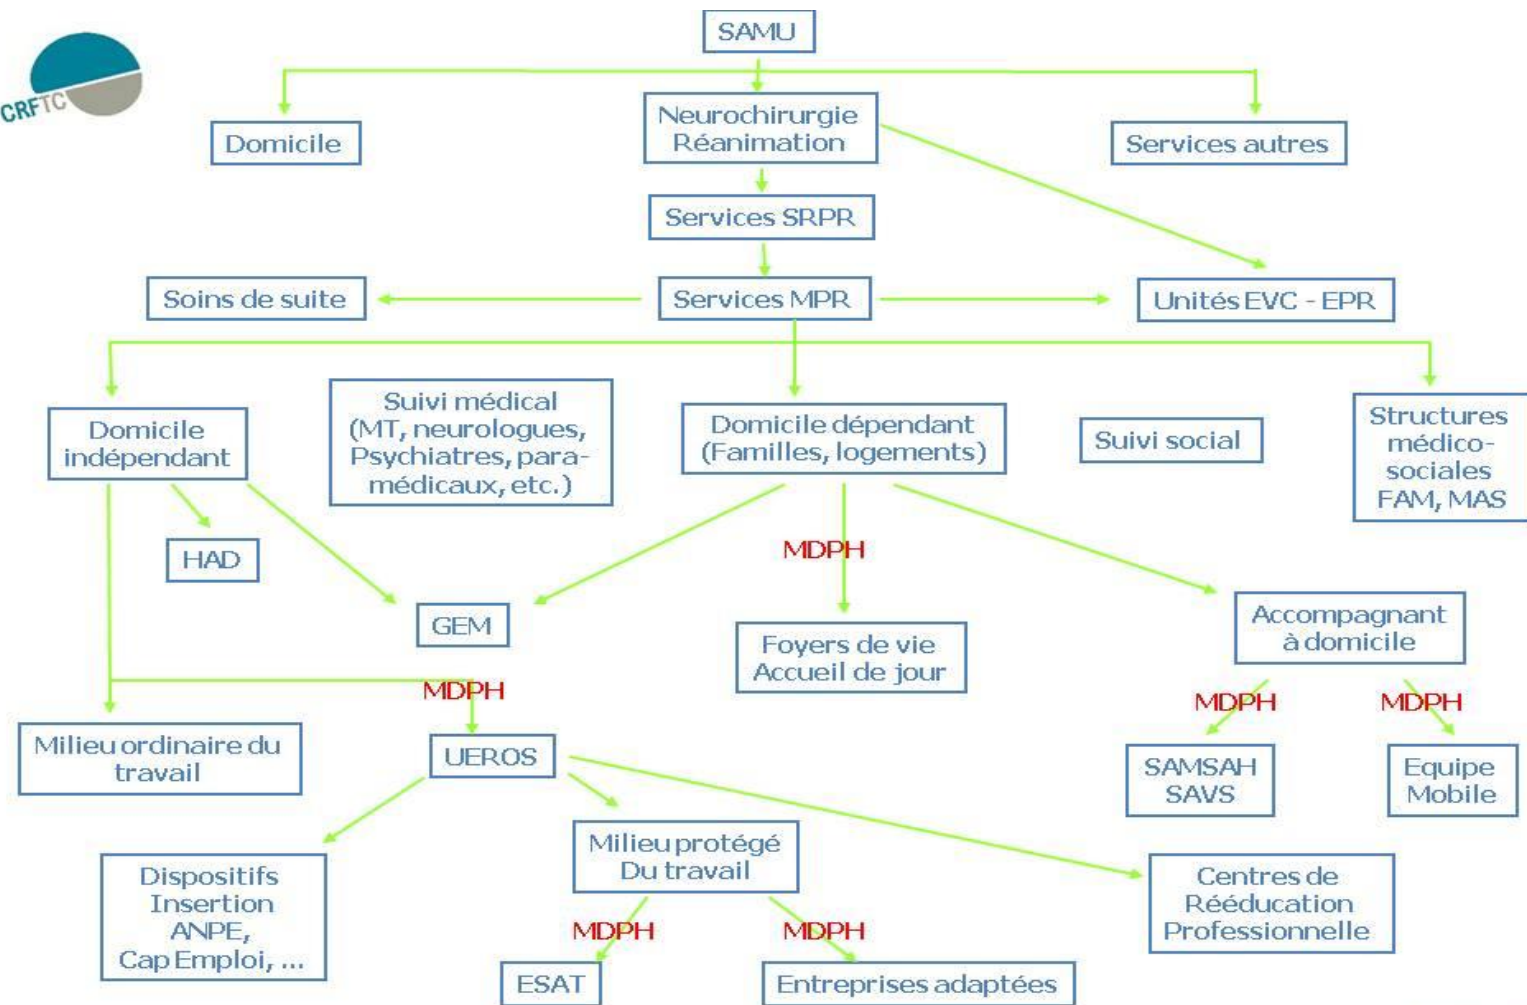 SAMU
CRFTC
Domicile
Neurochirurgie
Réanimation
Services autres
Services SRPR
Soins de suite
Services MPR
Unités EVC - EPR
Domicile
indépendant
Suivi médical
(MT, neurologues,
Psychiatres, para-
médicaux, etc.)
Domicile dépendant
(Familles, logements)
Suivi social
Structures
médico-
sociales
FAM, MAS
HAD
MDPH
GEM
Foyers de vie
Accueil de jour
Accompagnant
à domicile
MDPH
MDPH
MDPH
Milieu ordinaire du
travail
UEROS
SAMSAH
SAVS
Equipe
Mobile
Dispositifs
Insertion
ANPE,
Cap Emploi, ...
Milieu protégé
Du travail
Centres de
Rééducation
Professionnelle
MDPH
MDPH
ESAT
Entreprises adaptées